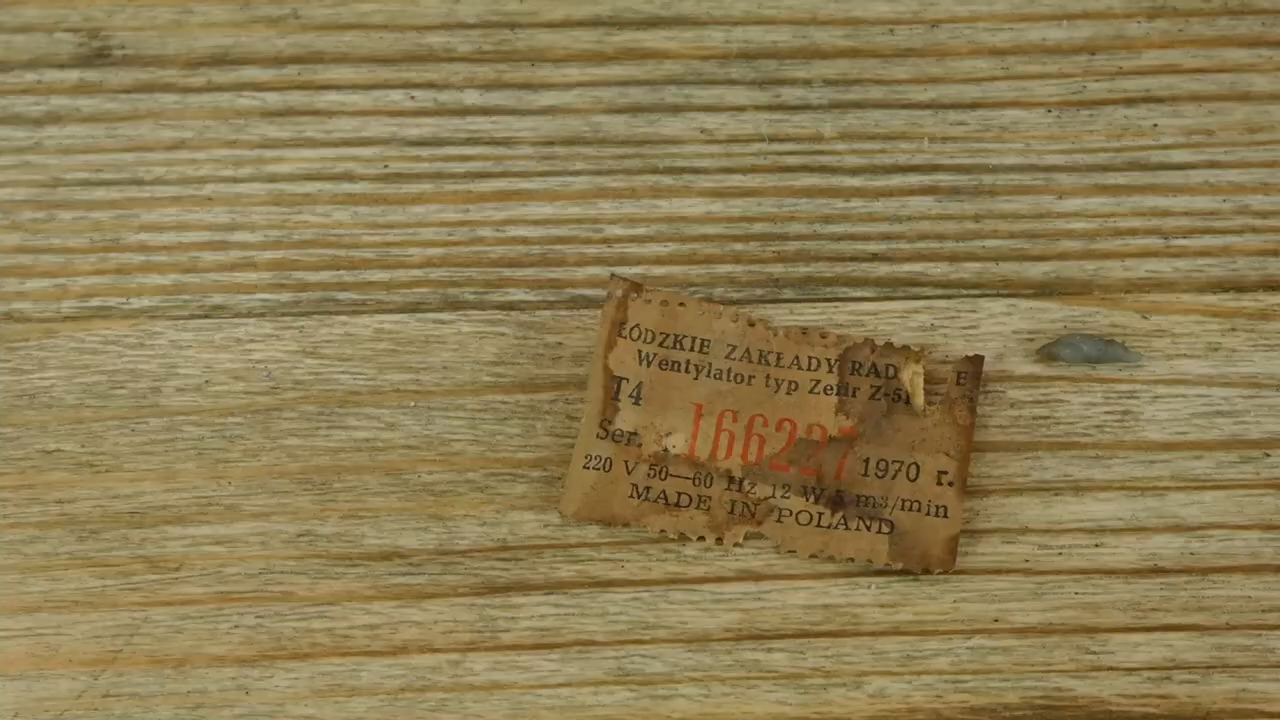 ŁÓDZKIE ZAKŁADY RAD E
Wentylator typ Zefir
T4
Ser. 166227 1970 r.
220 V 50—60 Hz 12 W 5 m³/min
MADE IN POLAND